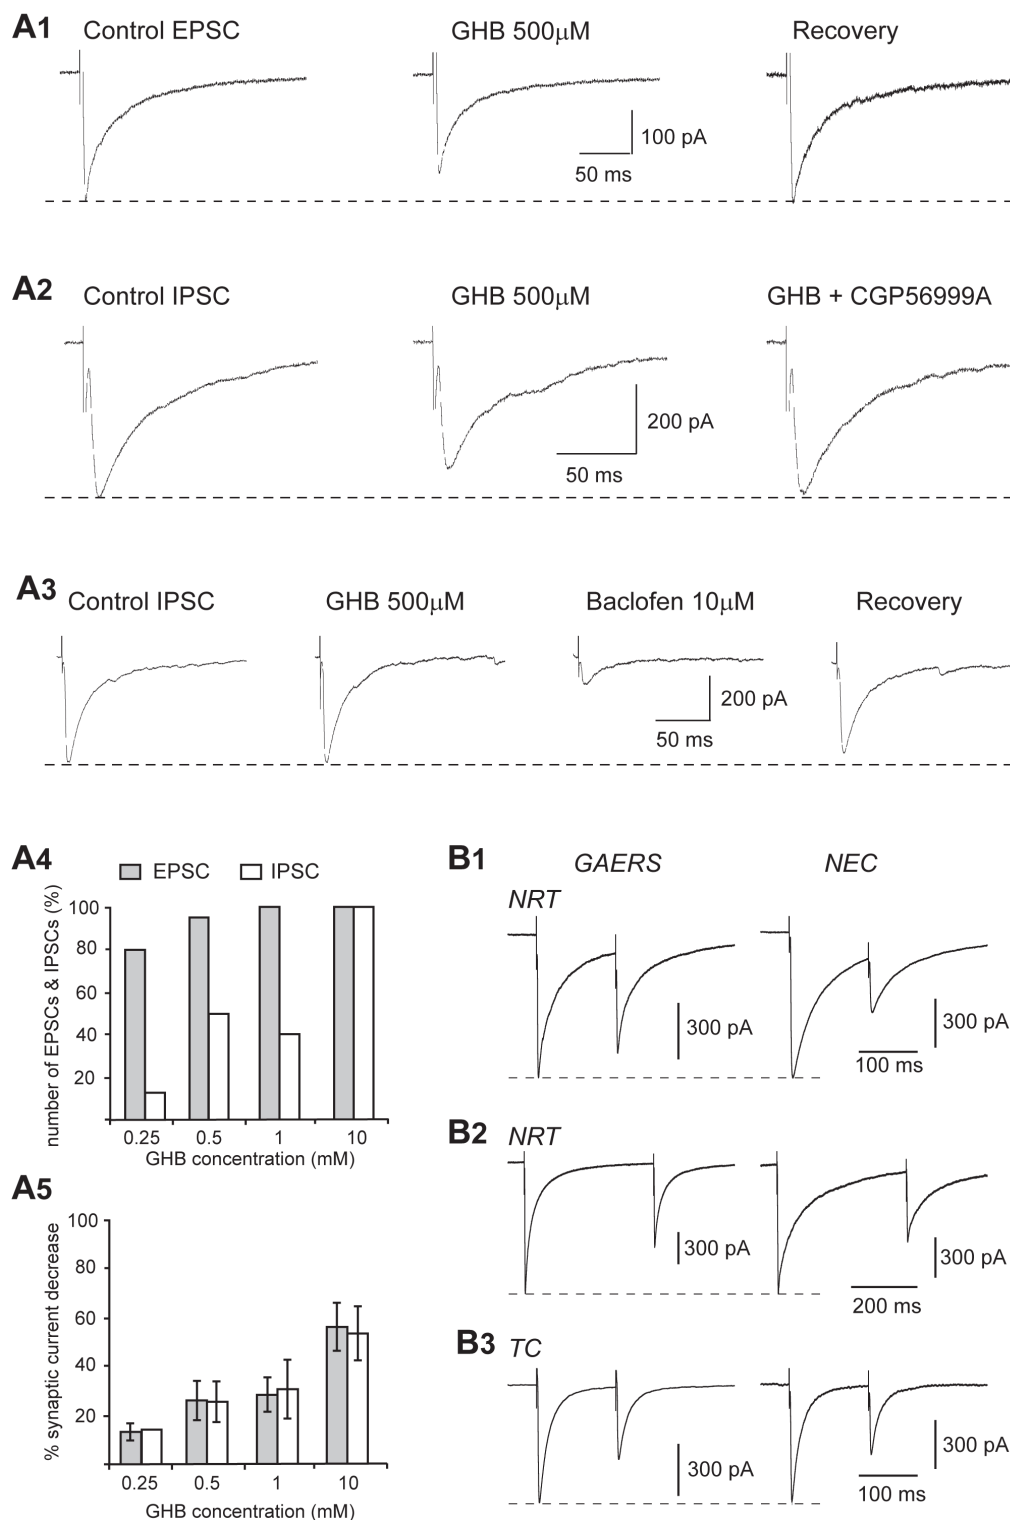 A1
Control EPSC
GHB 500μM
Recovery
100 pA
50 ms
A2
Control IPSC
GHB 500μM
GHB + CGP56999A
200 pA
50 ms
A3
Control IPSC
GHB 500μM
Baclofen 10μM
Recovery
200 pA
50 ms
A4
EPSC
IPSC
number of EPSCs & IPSCs (%)
100
80
60
40
20
0.25
0.5
1
10
GHB concentration (mM)
A5
% synaptic current decrease
100
80
60
40
20
0.25
0.5
1
10
GHB concentration (mM)
B1
GAERS
NEC
NRT
300 pA
300 pA
100 ms
B2
NRT
300 pA
300 pA
200 ms
B3
TC
300 pA
300 pA
100 ms